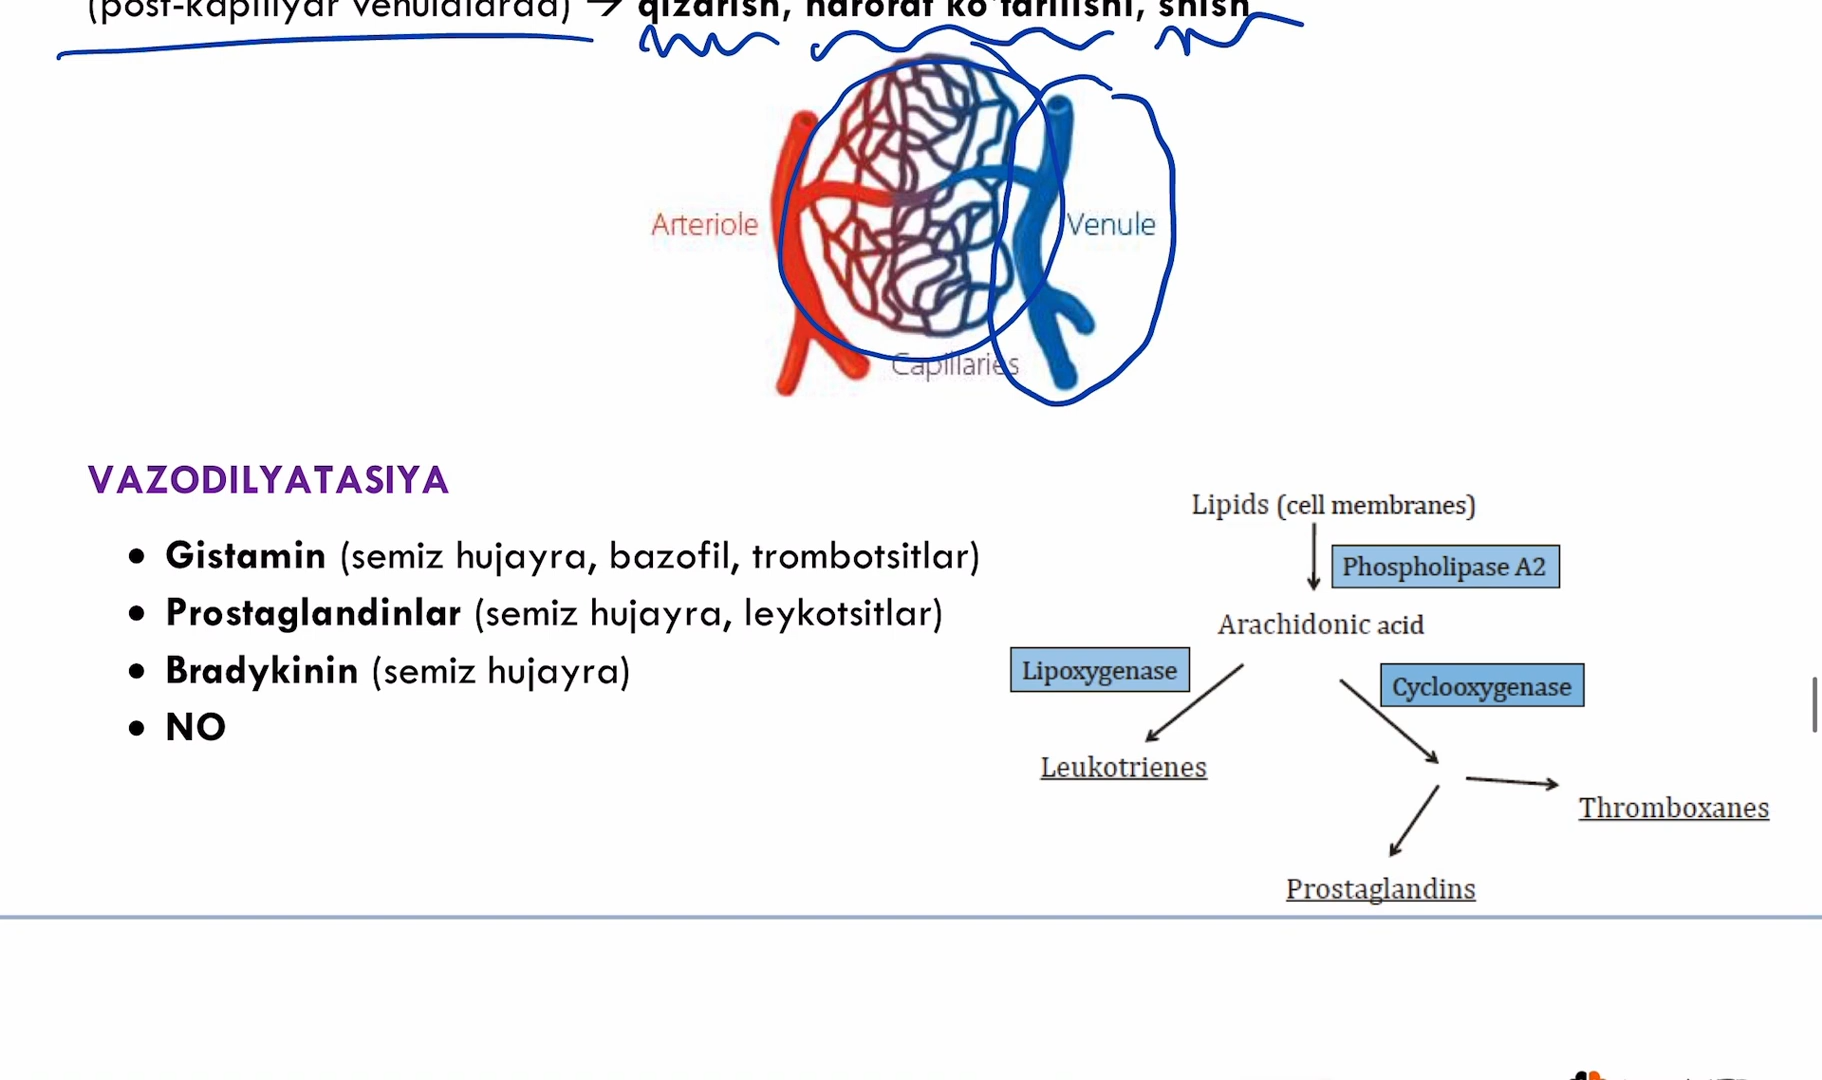 (post-kapillyar venulalarda) → qizarish, harorat ko'tarilishi, shish
Arteriole
Venule
Capillaries
VAZODILYATASIYA
• Gistamin (semiz hujayra, bazofil, trombotsitlar)
• Prostaglandinlar (semiz hujayra, leykotsitlar)
• Bradykinin (semiz hujayra)
• NO
Lipids (cell membranes)
Phospholipase A2
Arachidonic acid
Lipoxygenase
Cyclooxygenase
Leukotrienes
Thromboxanes
Prostaglandins